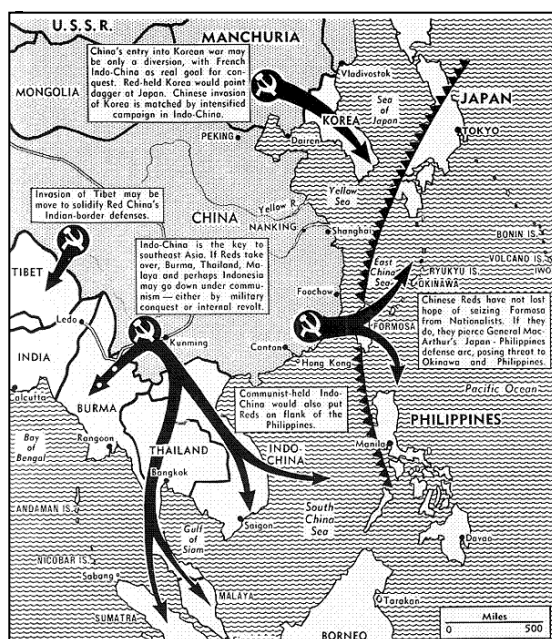 U.S.S.R.
MANCHURIA
China's entry into Korean war may
be only a diversion, with French
Indo-China as real goal for con-
quest. Red-held Korea would point
dagger at Japan. Chinese invasion
of Korea is matched by intensified
campaign in Indo-China.
MONGOLIA
Vladivostok
Sea
of
Japan
JAPAN
KOREA
TOKYO
PEKING
Darien
Invasion of Tibet may be
move to solidify Red China's
Indian-border defenses.
CHINA
Yellow R.
Yellow
Sea
NANKING
Shanghai
Indo-China is the key to
southeast Asia. If Reds take
over, Burma, Thailand, Ma-
laya and perhaps Indonesia
may go down under commu-
nism — either by military
conquest or internal revolt.
BONIN IS.
VOLCANO IS.
IWO
TIBET
East
China
Sea
RYUKYU IS.
OKINAWA
Foochow
Chinese Reds have not lost
hope of seizing Formosa
from Nationalists. If they
do, they pierce General Mac-
Arthur's Japan - Philippines
defense arc, posing threat to
Okinawa and Philippines.
Ledo
Kunming
FORMOSA
Canton
INDIA
Hong Kong
Pacific Ocean
Communist-held Indo-
China would also put
Reds on flank of the
Philippines.
Calcutta
BURMA
PHILIPPINES
Bay
of
Bengal
Rangoon
THAILAND
INDO-
CHINA
Manila
Bangkok
ANDAMAN IS.
South
China
Sea
Gulf
of
Siam
Saigon
Davao
NICOBAR IS.
Sabang
MALAYA
Tarakan
SUMATRA
BORNEO
Miles
0 500